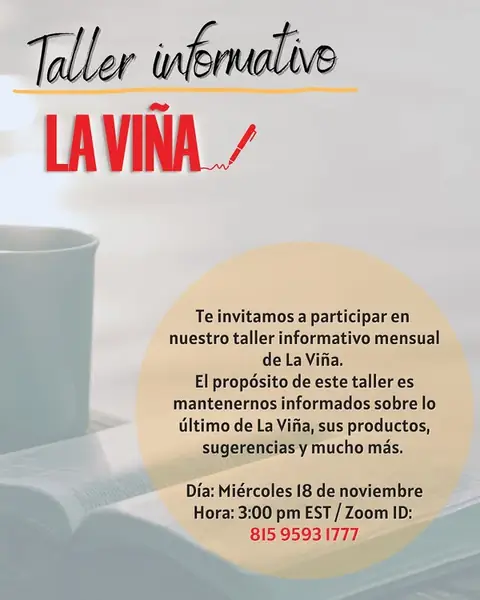 Taller informativo
LA VIÑA
Te invitamos a participar en
nuestro taller informativo mensual
de La Viña.
El propósito de este taller es
mantenernos informados sobre lo
último de La Viña, sus productos,
sugerencias y mucho más.
Día: Miércoles 18 de noviembre
Hora: 3:00 pm EST / Zoom ID:
815 9593 1777